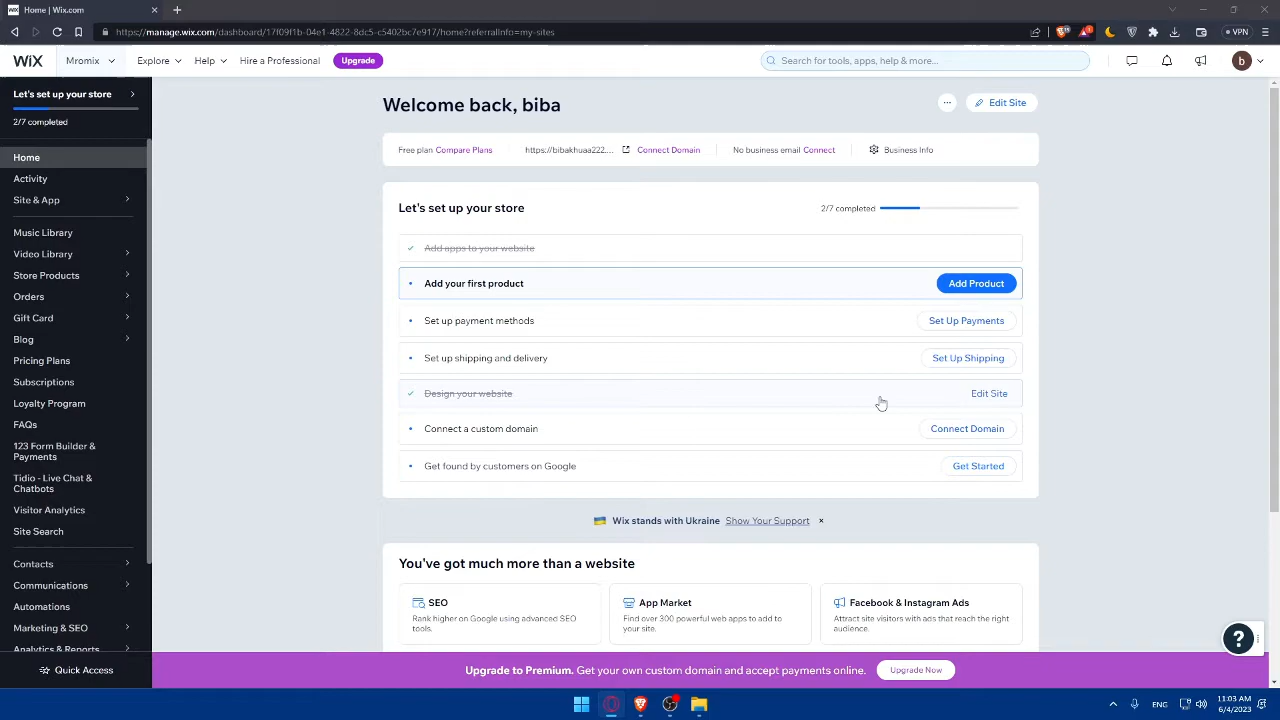 Home | Wix.com
https://manage.wix.com/dashboard/17f09f1b-04e1-4822-8dc5-c5402bc7e917/home?referralInfo=my-sites
VPN
WiX
Mromix
Explore
Help
Hire a Professional
Upgrade
Search for tools, apps, help & more...
b
Let's set up your store
2/7 completed
Home
Activity
Site & App
Music Library
Video Library
Store Products
Orders
Gift Card
Blog
Pricing Plans
Subscriptions
Loyalty Program
FAQs
123 Form Builder &
Payments
Tidio - Live Chat &
Chatbots
Visitor Analytics
Site Search
Contacts
Communications
Automations
Marketing & SEO
Analytics & Reports
Quick Access
Welcome back, biba
Edit Site
Free plan Compare Plans
https://bibakhuaa222....
Connect Domain
No business email Connect
Business Info
Let's set up your store
2/7 completed
Add apps to your website
Add your first product
Add Product
Set up payment methods
Set Up Payments
Set up shipping and delivery
Set Up Shipping
Design your website
Edit Site
Connect a custom domain
Connect Domain
Get found by customers on Google
Get Started
Wix stands with Ukraine Show Your Support
You've got much more than a website
SEO
Rank higher on Google using advanced SEO
tools.
App Market
Find over 300 powerful web apps to add to
your site.
Facebook & Instagram Ads
Attract site visitors with ads that reach the right
audience.
?
Upgrade to Premium. Get your own custom domain and accept payments online.
Upgrade Now
ENG
11:03 AM
6/4/2023